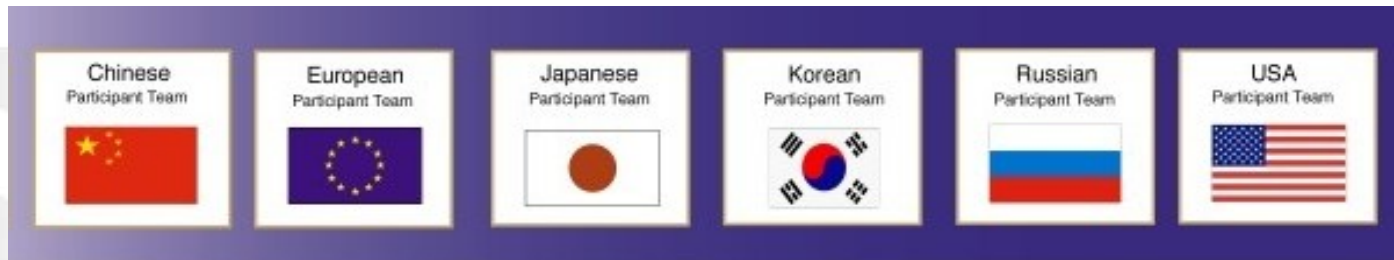 Chinese
Participant Team
European
Participant Team
Japanese
Participant Team
Korean
Participant Team
Russian
Participant Team
USA
Participant Team